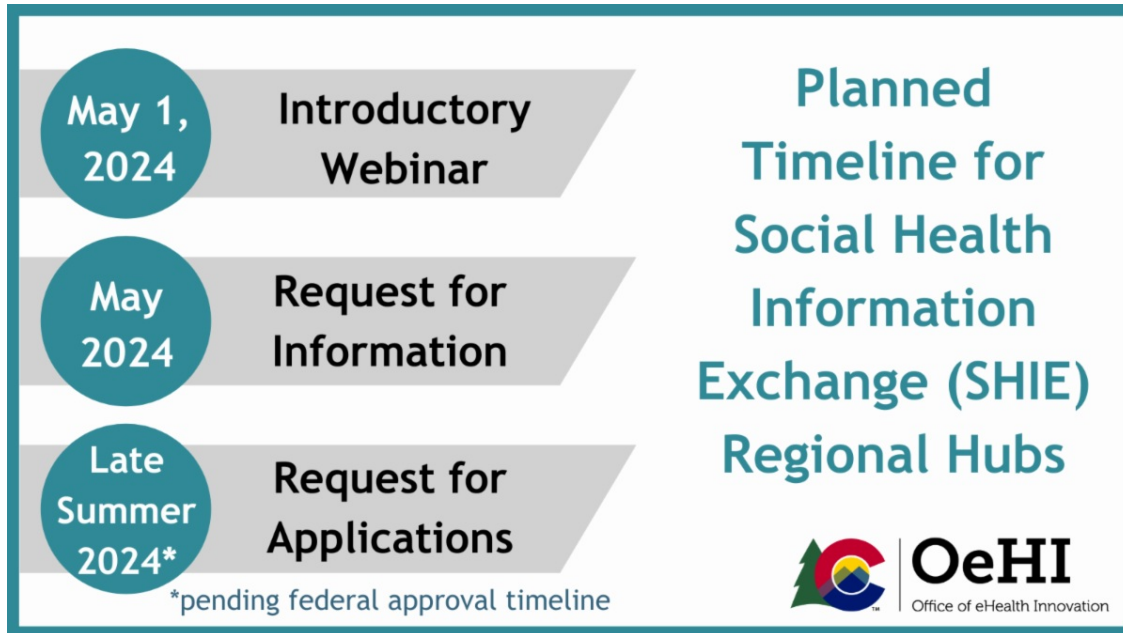 May 1,
2024
Introductory
Webinar
May
2024
Request for
Information
Late
Summer
2024*
Request for
Applications
*pending federal approval timeline
Planned
Timeline for
Social Health
Information
Exchange (SHIE)
Regional Hubs
OeHI
Office of eHealth Innovation
TM